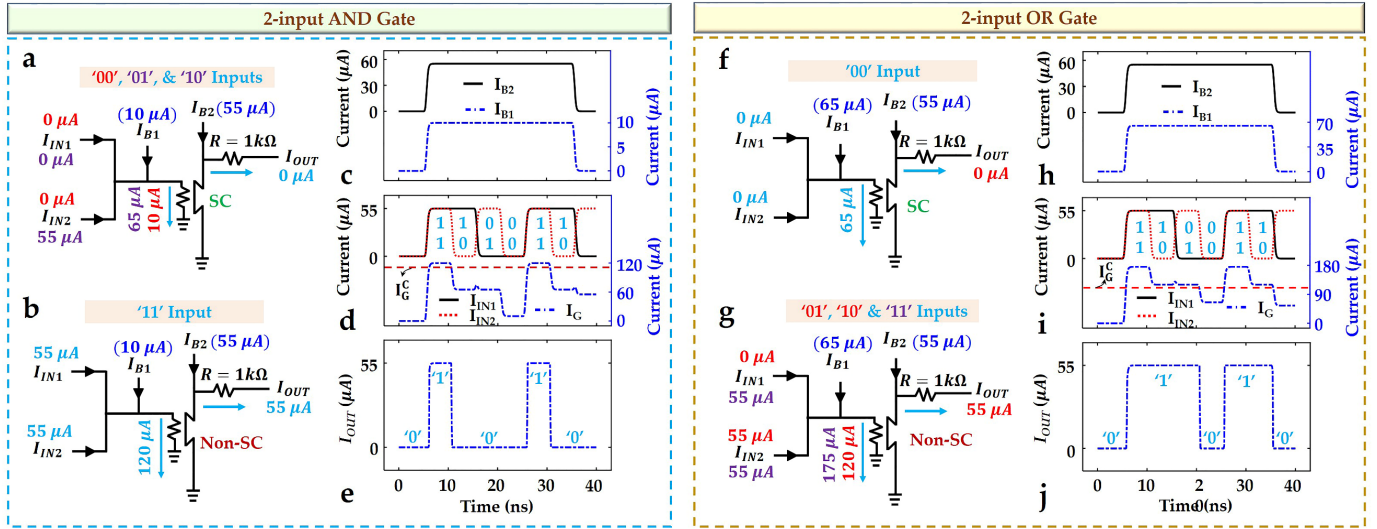 2-input AND Gate
a
'00', '01', & '10' Inputs
0 μA
I_IN1
0 μA
0 μA
I_IN2
55 μA
(10 μA)
I_B1
I_B2 (55 μA)
R = 1kΩ
I_OUT
0 μA
65 μA
10 μA
SC
b
'11' Input
55 μA
I_IN1
55 μA
I_IN2
(10 μA)
I_B1
I_B2 (55 μA)
R = 1kΩ
I_OUT
55 μA
120 μA
Non-SC
Current (μA)
60
40
20
0
I_B2
I_B1
10
5
0
Current (μA)
c
Current (μA)
55
0
1 1 0 0 1 1
1 0 1 0 1 0
I_G^C
I_IN1
I_IN2
I_G
120
60
0
Current (μA)
d
I_OUT (μA)
55
0
'0' '1' '0' '1' '0'
0 10 20 30 40
Time (ns)
e
2-input OR Gate
f
'00' Input
0 μA
I_IN1
0 μA
I_IN2
(65 μA)
I_B1
I_B2 (55 μA)
R = 1kΩ
I_OUT
0 μA
65 μA
SC
g
'01', '10' & '11' Inputs
0 μA
I_IN1
55 μA
55 μA
I_IN2
55 μA
(65 μA)
I_B1
I_B2 (55 μA)
R = 1kΩ
I_OUT
55 μA
175 μA
120 μA
Non-SC
Current (μA)
60
40
20
0
I_B2
I_B1
70
35
0
Current (μA)
h
Current (μA)
55
0
1 1 0 0 1 1
1 0 1 0 1 0
I_G^C
I_IN1
I_IN2
I_G
180
90
0
Current (μA)
i
I_OUT (μA)
55
0
'0' '1' '0' '1' '0'
0 10 2 30 40
Time (ns)
0
j